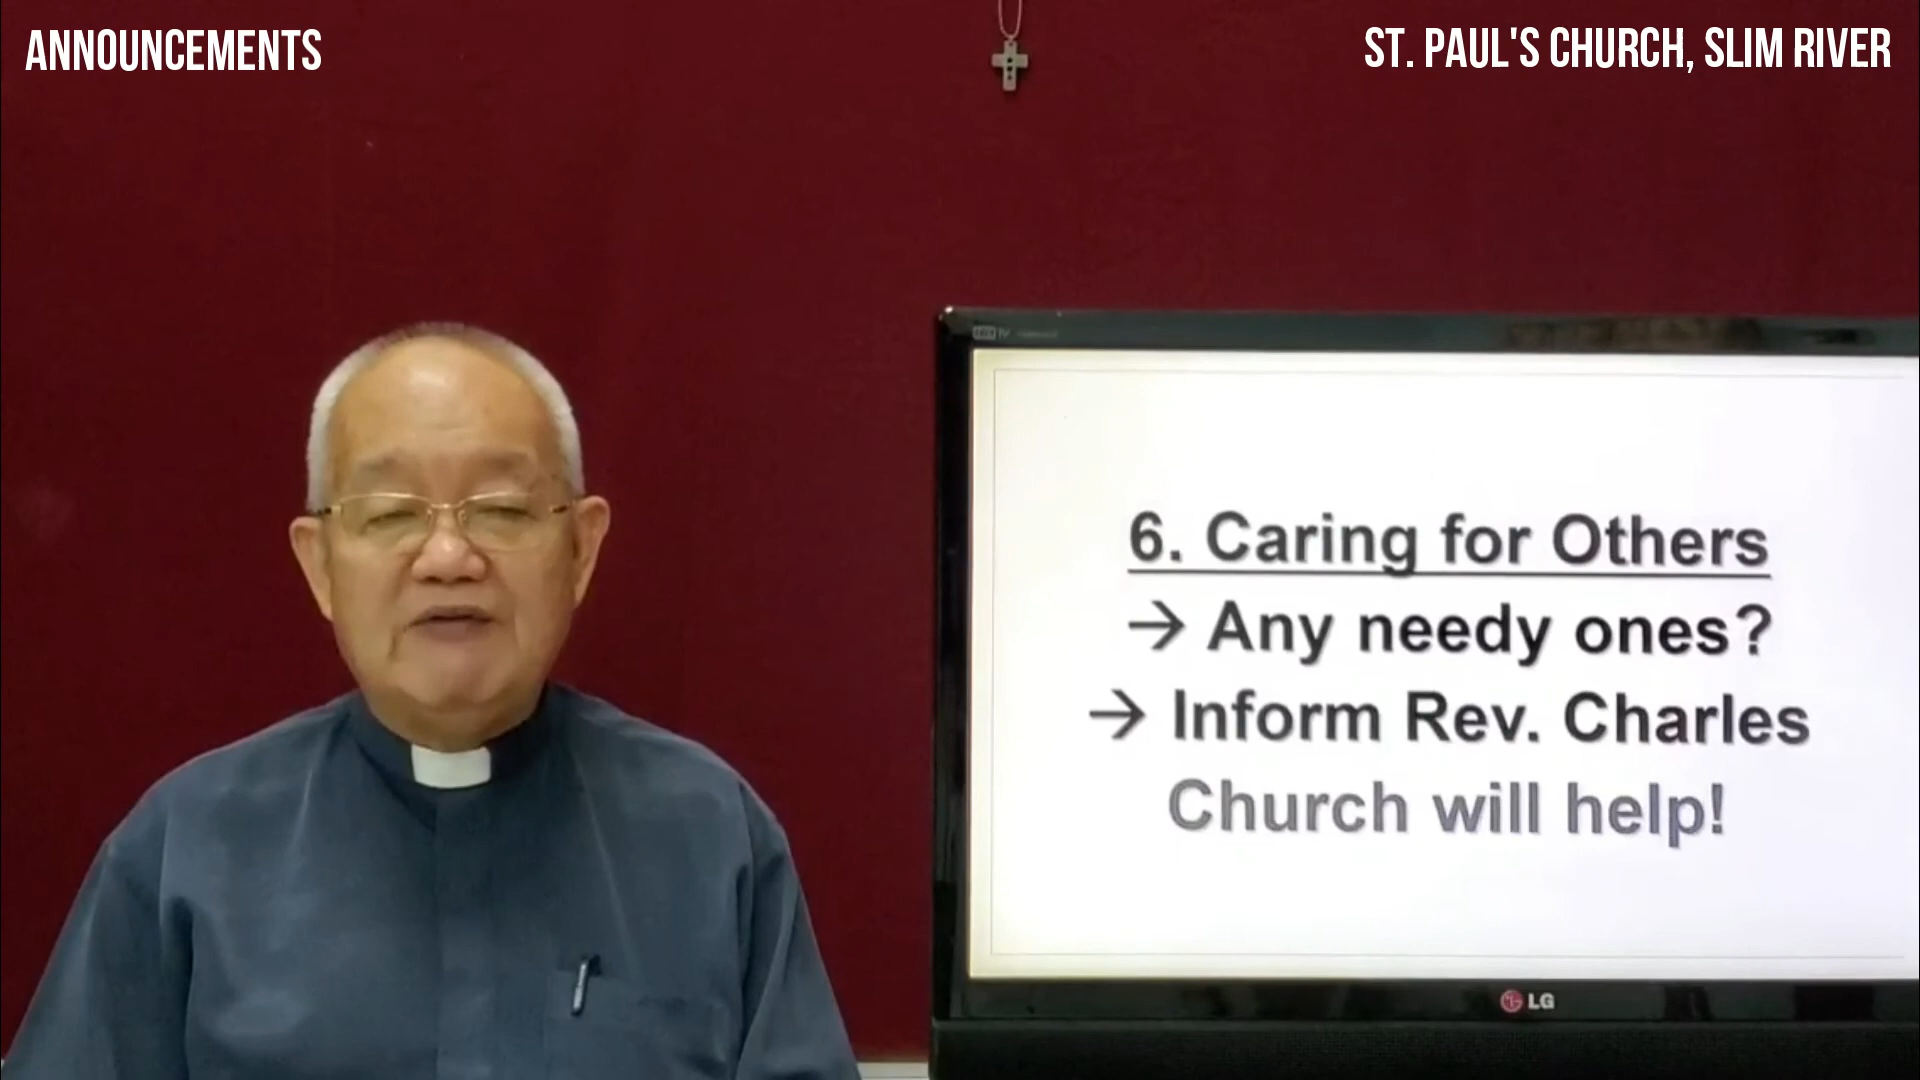 ANNOUNCEMENTS
ST. PAUL'S CHURCH, SLIM RIVER
6. Caring for Others
→ Any needy ones?
→ Inform Rev. Charles
Church will help!
LG